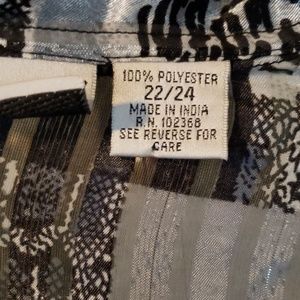 100% POLYESTER
22/24
MADE IN INDIA
R.N. 102368
SEE REVERSE FOR
CARE